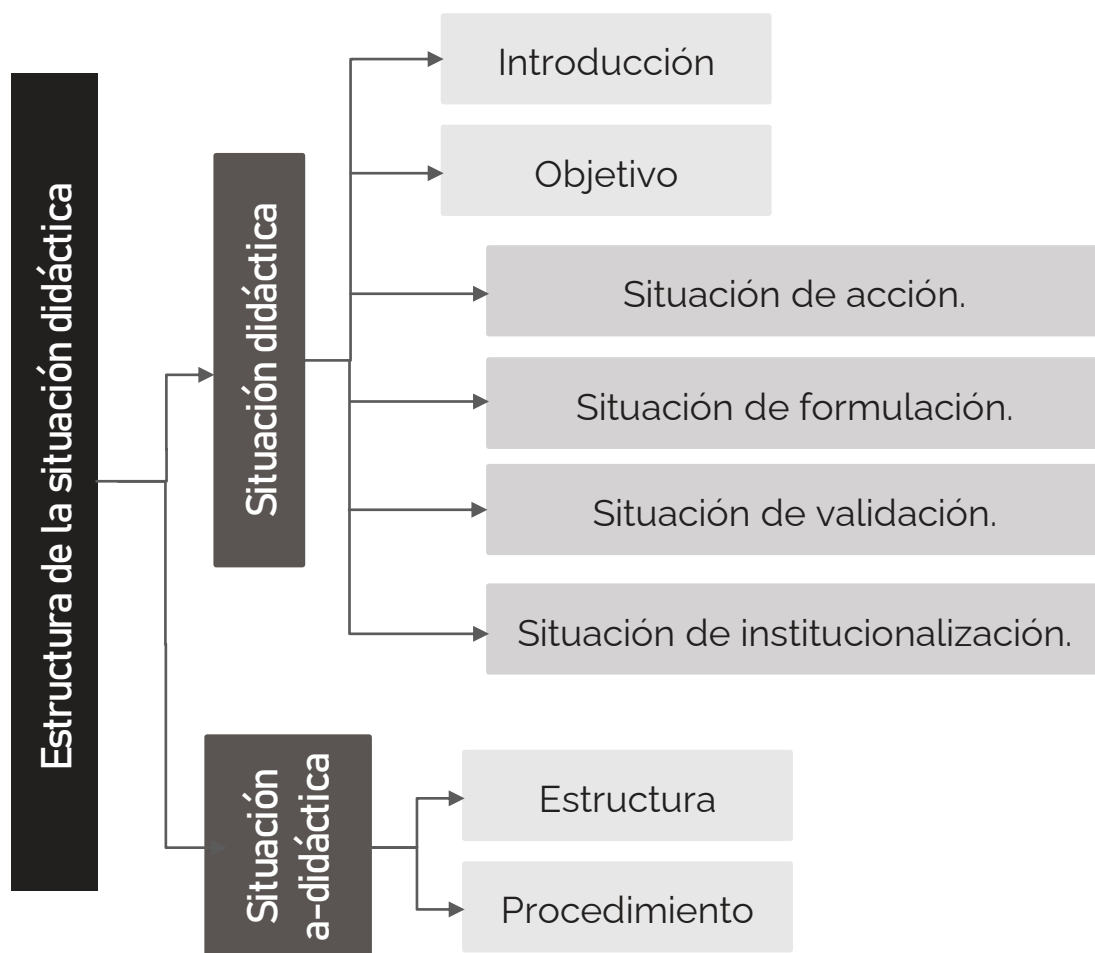 Estructura de la situación didáctica
Situación didáctica
Introducción
Objetivo
Situación de acción.
Situación de formulación.
Situación de validación.
Situación de institucionalización.
Situación
a-didáctica
Estructura
Procedimiento